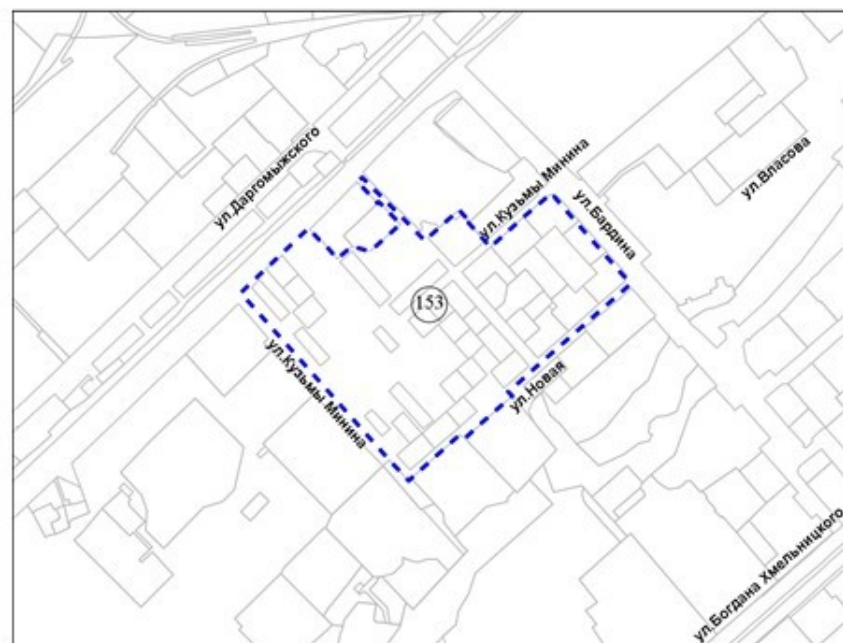 ул.Даргомыжского
ул.Кузьмы Минина
ул.Власова
ул.Бардина
153
ул.Кузьмы Минина
ул.Новая
ул.Богдана Хмельницкого